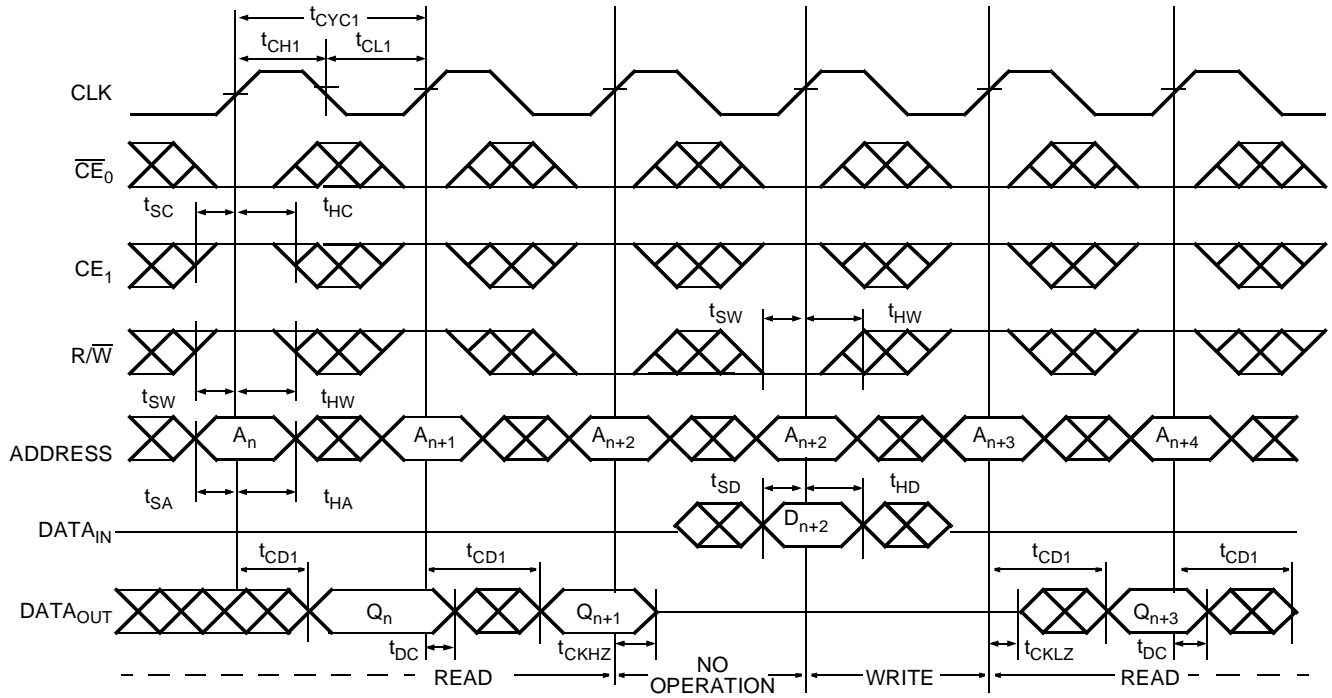 tCYC1
tCH1 tCL1
CLK
CE0
tSC tHC
CE1
tSW tHW
R/W
tSW tHW
ADDRESS An An+1 An+2 An+2 An+3 An+4
tSA tHA tSD tHD
DATAIN Dn+2
tCD1 tCD1 tCD1 tCD1
DATAOUT Qn Qn+1 Qn+3
tDC tCKHZ tCKLZ tDC
READ NO OPERATION WRITE READ